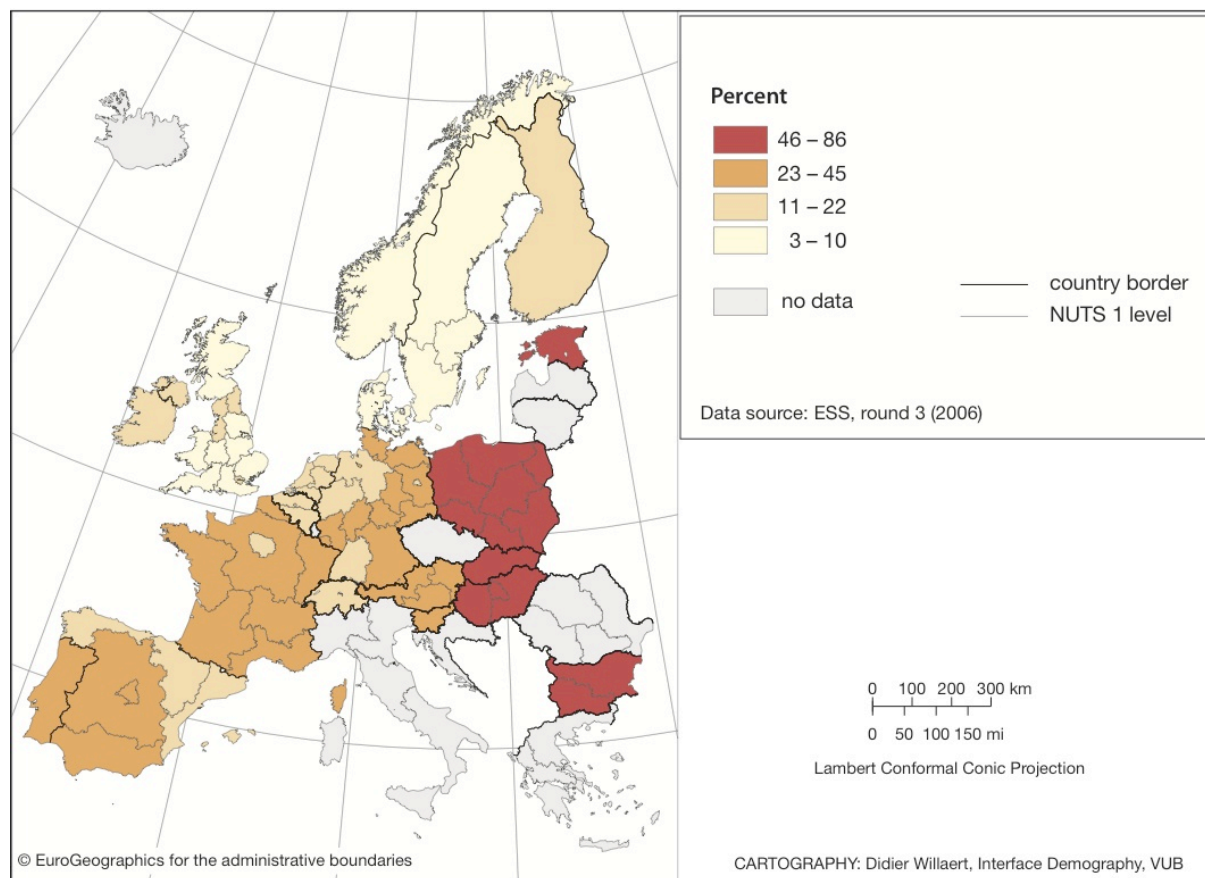 Percent
46 – 86
23 – 45
11 – 22
3 – 10
no data
country border
NUTS 1 level
Data source: ESS, round 3 (2006)
0 100 200 300 km
0 50 100 150 mi
Lambert Conformal Conic Projection
© EuroGeographics for the administrative boundaries
CARTOGRAPHY: Didier Willaert, Interface Demography, VUB